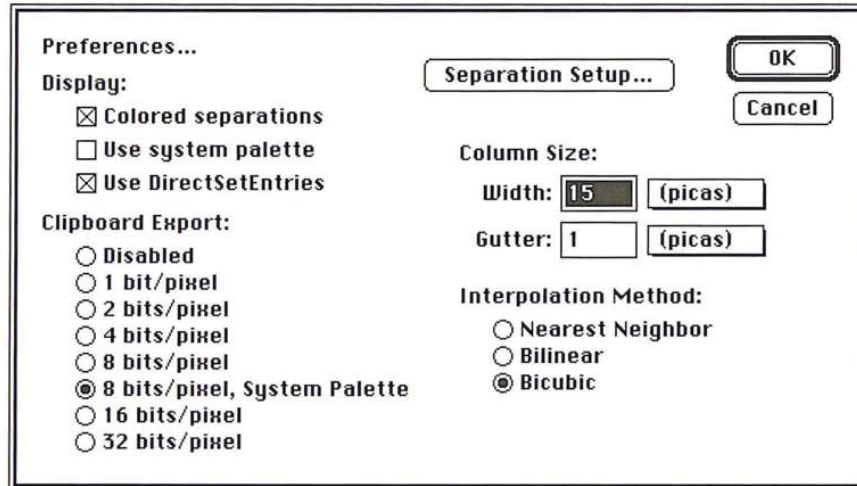 Preferences...
Display:
Colored separations
Use system palette
Use DirectSetEntries
Clipboard Export:
Disabled
1 bit/pixel
2 bits/pixel
4 bits/pixel
8 bits/pixel
8 bits/pixel, System Palette
16 bits/pixel
32 bits/pixel
Separation Setup...
OK
Cancel
Column Size:
Width: 15 (picas)
Gutter: 1 (picas)
Interpolation Method:
Nearest Neighbor
Bilinear
Bicubic